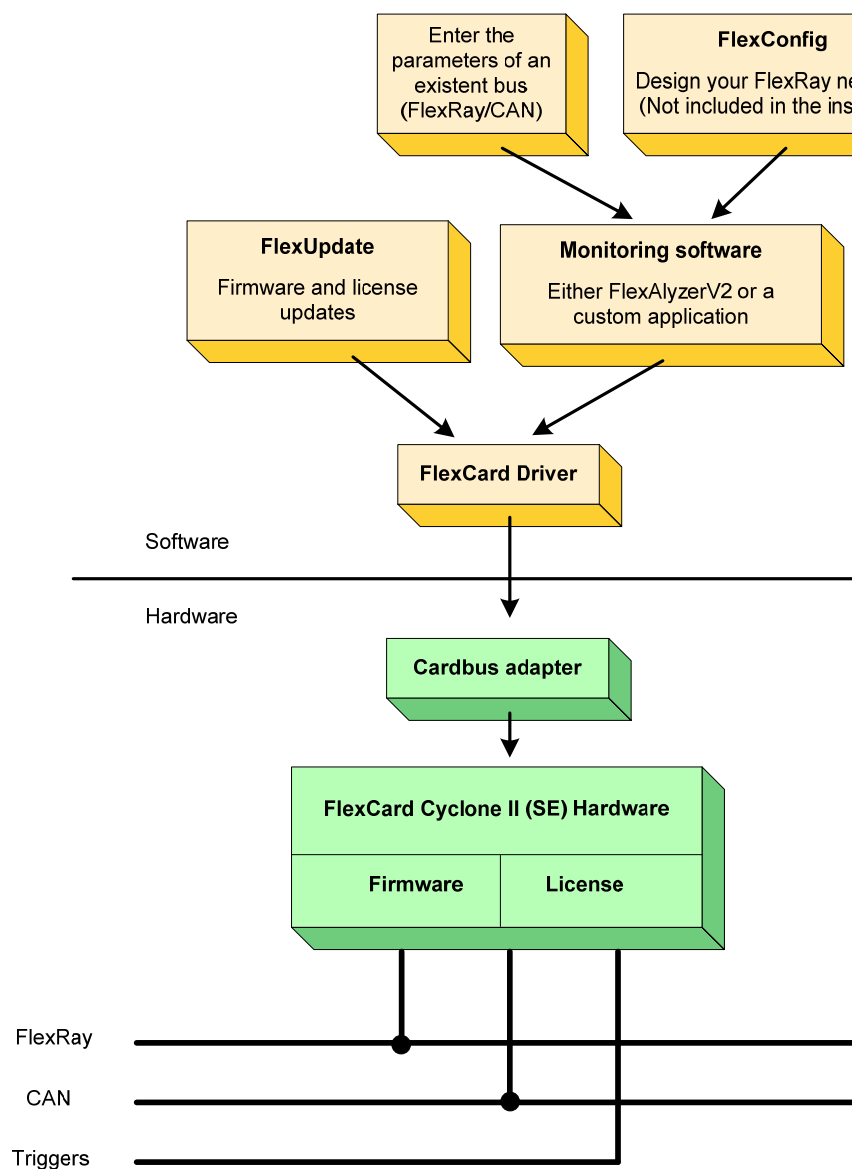 Enter the
parameters of an
existent bus
(FlexRay/CAN)
FlexConfig
Design your FlexRay
(Not included in the
FlexUpdate
Firmware and license
updates
Monitoring software
Either FlexAlyzerV2 or a
custom application
FlexCard Driver
Software
Hardware
Cardbus adapter
FlexCard Cyclone II (SE) Hardware
Firmware
License
FlexRay
CAN
Triggers